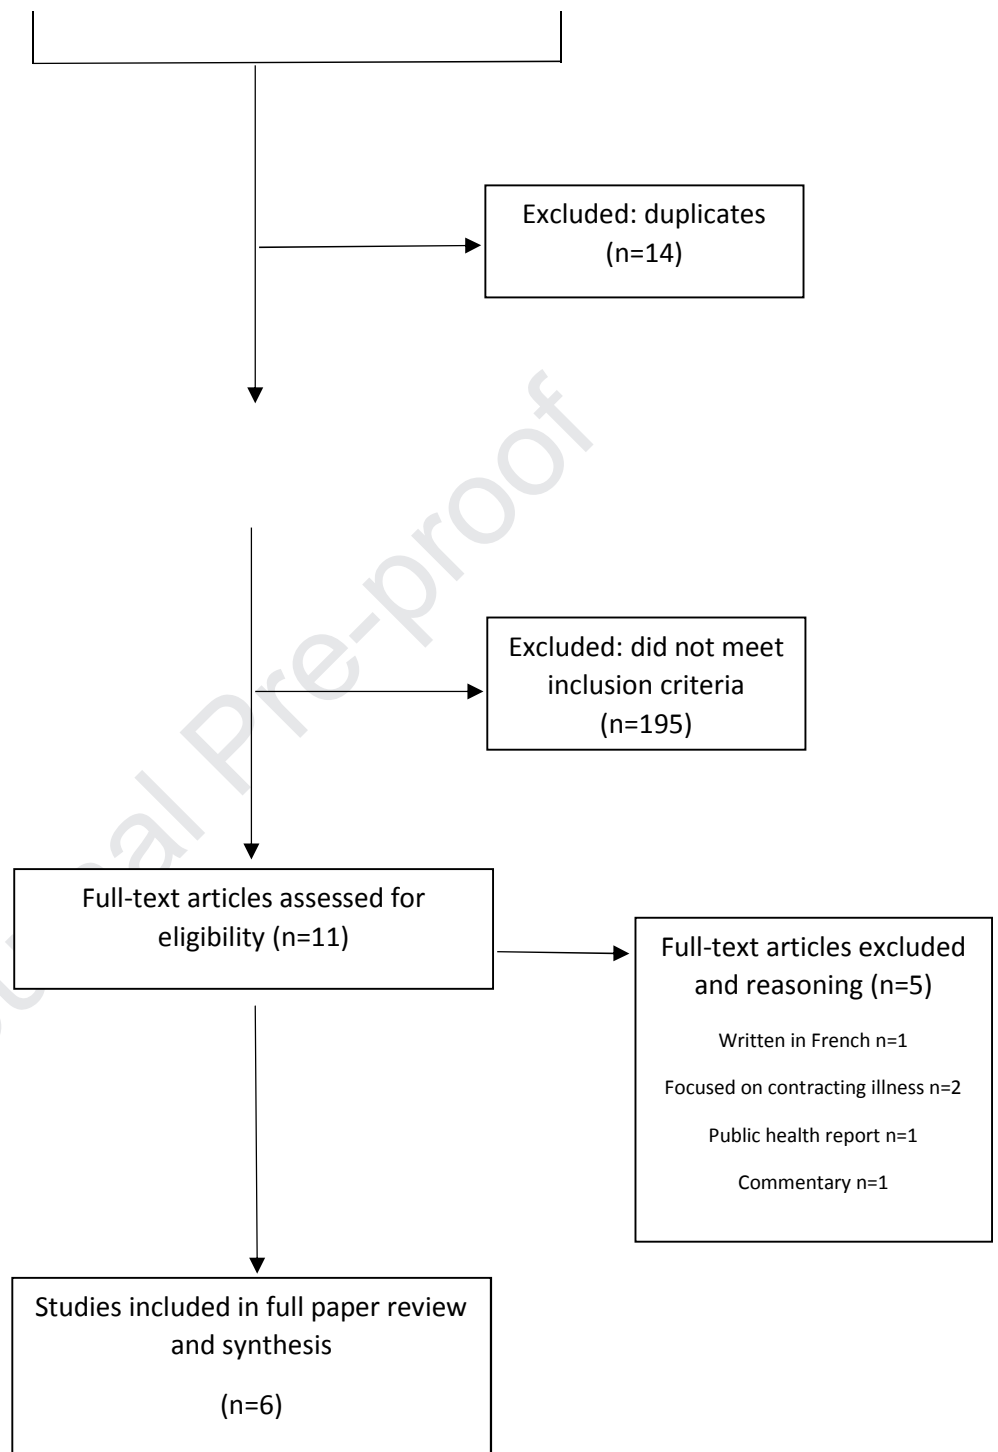 Excluded: duplicates
(n=14)
Excluded: did not meet
inclusion criteria
(n=195)
Full-text articles assessed for
eligibility (n=11)
Full-text articles excluded
and reasoning (n=5)
Written in French n=1
Focused on contracting illness n=2
Public health report n=1
Commentary n=1
Studies included in full paper review
and synthesis
(n=6)
Pre-proof